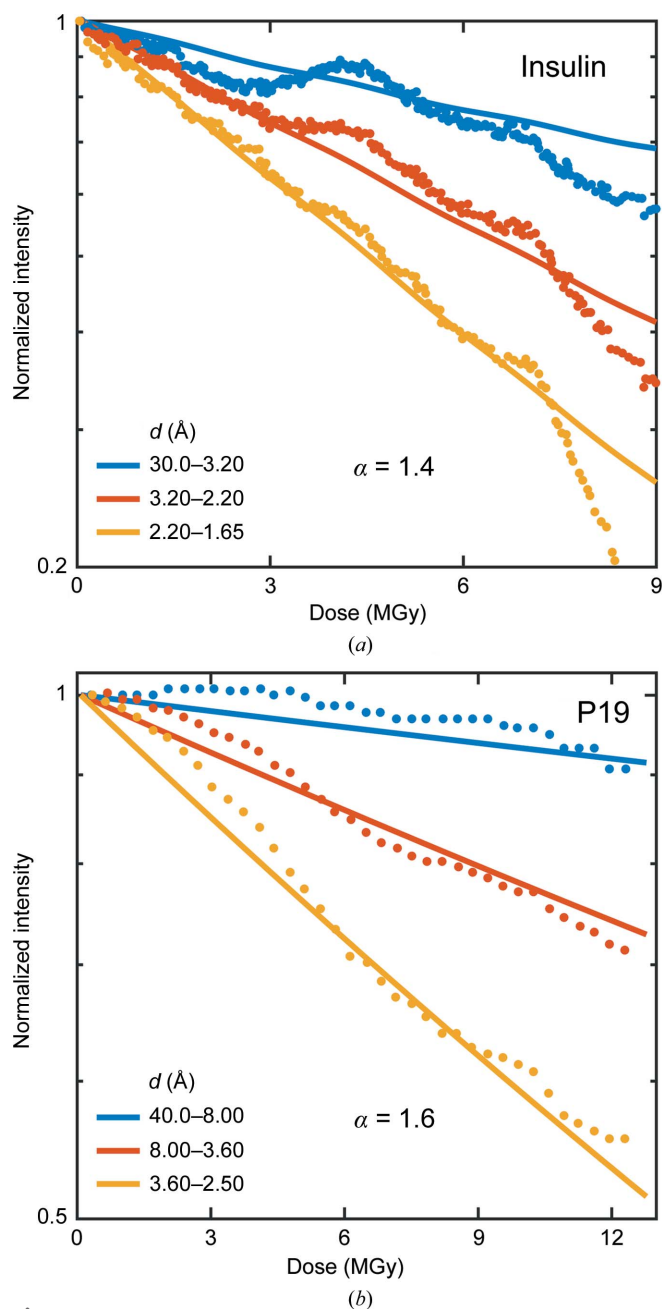 1
Insulin
Normalized intensity
d (Å)
30.0–3.20
3.20–2.20
2.20–1.65
α = 1.4
0.2
0 3 6 9
Dose (MGy)
(a)
1
P19
Normalized intensity
d (Å)
40.0–8.00
8.00–3.60
3.60–2.50
α = 1.6
0.5
0 3 6 9 12
Dose (MGy)
(b)